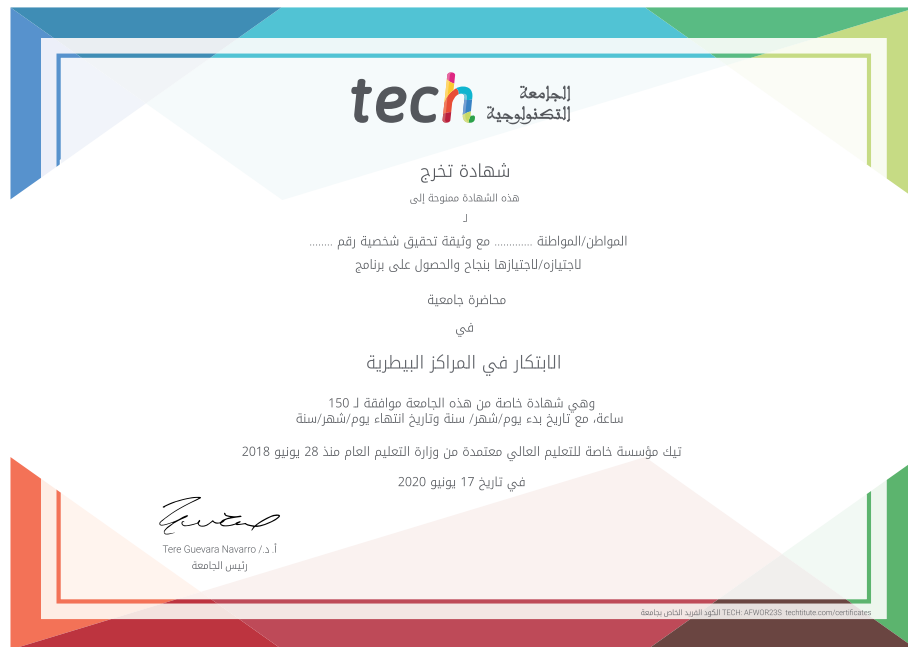 tech الجامعة
التكنولوجية
شهادة تخرج
هذه الشهادة ممنوحة إلى
لـ
المواطن/المواطنة ............. مع وثيقة تحقيق شخصية رقم ........
لاجتيازه/لاجتيازها بنجاح والحصول على برنامج
محاضرة جامعية
في
الابتكار في المراكز البيطرية
وهي شهادة خاصة من هذه الجامعة موافقة لـ 150
ساعة، مع تاريخ بدء يوم/شهر/ سنة وتاريخ انتهاء يوم/شهر/سنة
تيك مؤسسة خاصة للتعليم العالي معتمدة من وزارة التعليم العام منذ 28 يونيو 2018
في تاريخ 17 يونيو 2020
أ. د./ Tere Guevara Navarro
رئيس الجامعة
الكود الفريد الخاص بجامعة TECH: AFWOR23S techtitute.com/certificates